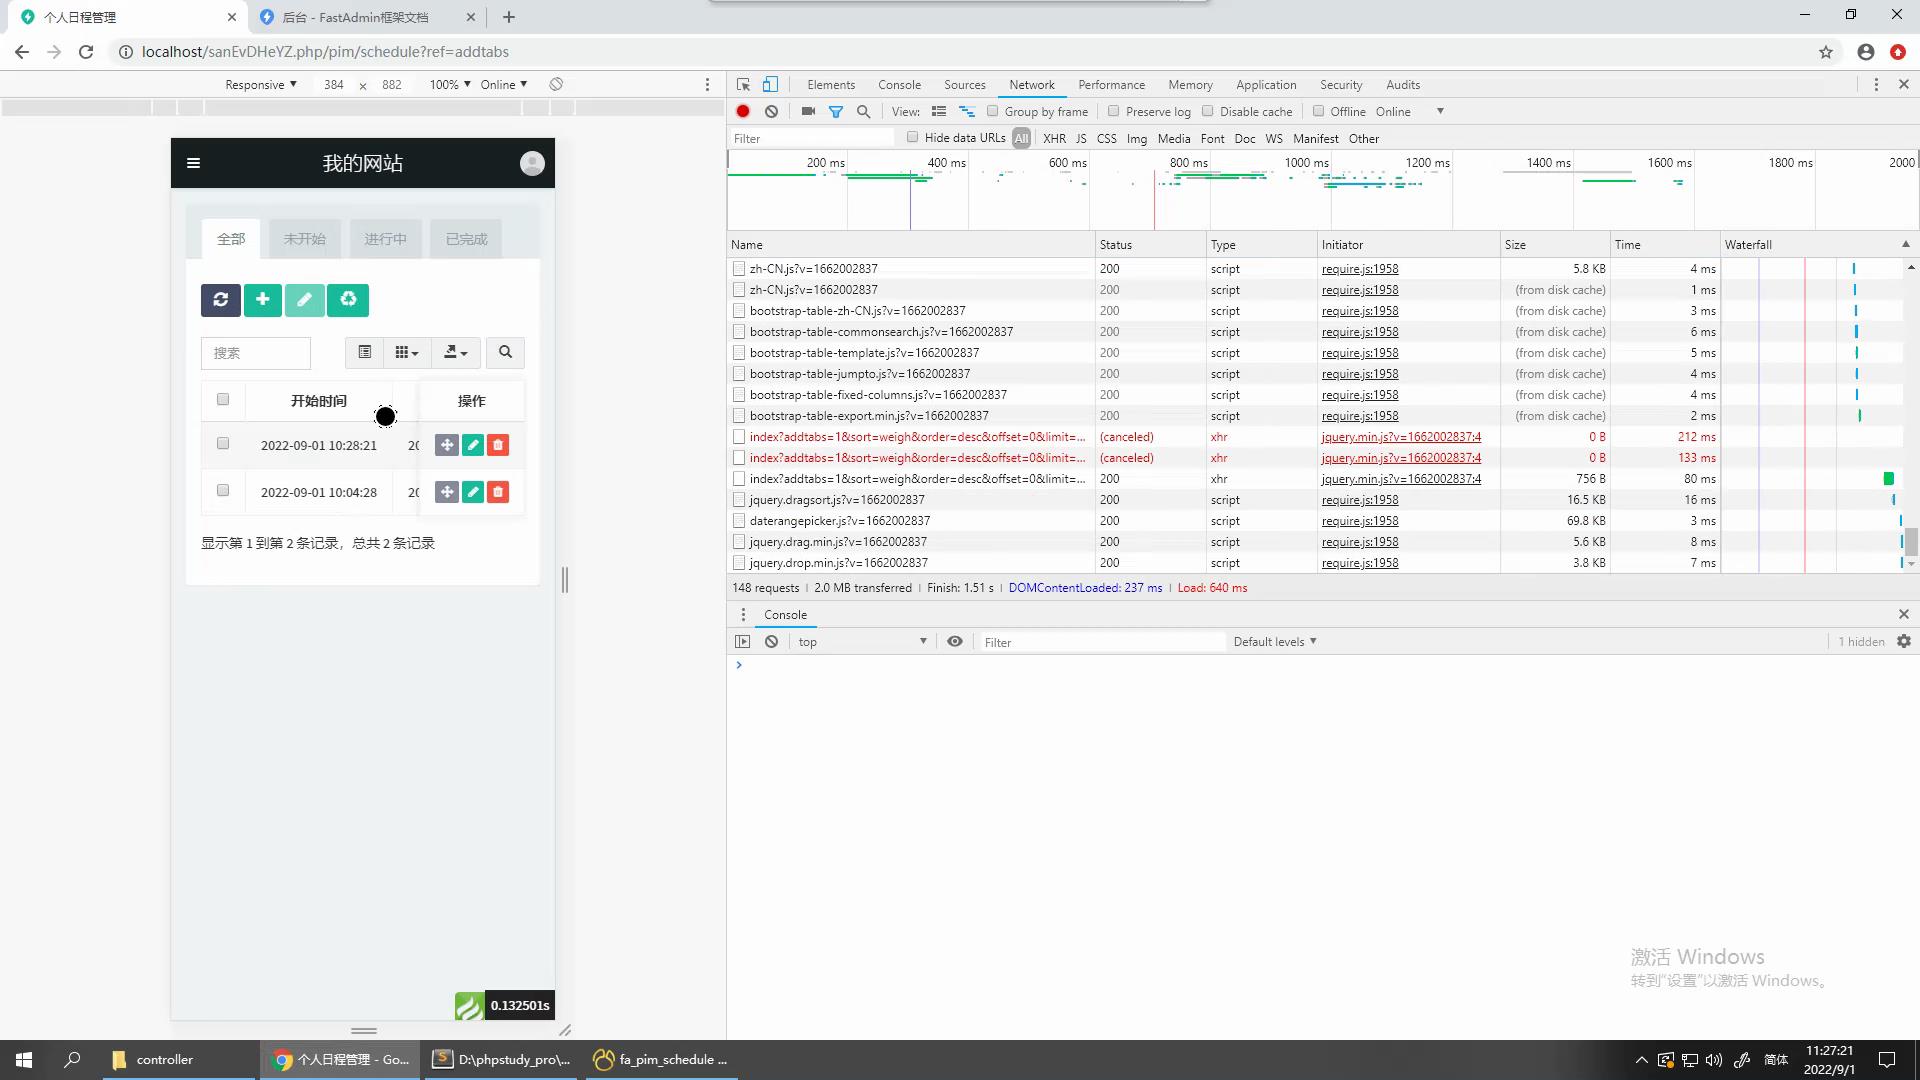 个人日程管理
后台 - FastAdmin框架文档
localhost/sanEvDHeYZ.php/pim/schedule?ref=addtabs
Responsive 384 x 882 100% Online
Elements Console Sources Network Performance Memory Application Security Audits
View: Group by frame Preserve log Disable cache Offline Online
Filter Hide data URLs All XHR JS CSS Img Media Font Doc WS Manifest Other
200 ms 400 ms 600 ms 800 ms 1000 ms 1200 ms 1400 ms 1600 ms 1800 ms 2000
Name Status Type Initiator Size Time Waterfall
zh-CN.js?v=1662002837 200 script require.js:1958 5.8 KB 4 ms
zh-CN.js?v=1662002837 200 script require.js:1958 (from disk cache) 1 ms
bootstrap-table-zh-CN.js?v=1662002837 200 script require.js:1958 (from disk cache) 3 ms
bootstrap-table-commonsearch.js?v=1662002837 200 script require.js:1958 (from disk cache) 6 ms
bootstrap-table-template.js?v=1662002837 200 script require.js:1958 (from disk cache) 5 ms
bootstrap-table-jumpto.js?v=1662002837 200 script require.js:1958 (from disk cache) 4 ms
bootstrap-table-fixed-columns.js?v=1662002837 200 script require.js:1958 (from disk cache) 4 ms
bootstrap-table-export.min.js?v=1662002837 200 script require.js:1958 (from disk cache) 2 ms
index?addtabs=1&sort=weigh&order=desc&offset=0&limit=... (canceled) xhr jquery.min.js?v=1662002837:4 0 B 212 ms
index?addtabs=1&sort=weigh&order=desc&offset=0&limit=... (canceled) xhr jquery.min.js?v=1662002837:4 0 B 133 ms
index?addtabs=1&sort=weigh&order=desc&offset=0&limit=... 200 xhr jquery.min.js?v=1662002837:4 756 B 80 ms
jquery.dragsort.js?v=1662002837 200 script require.js:1958 16.5 KB 16 ms
daterangepicker.js?v=1662002837 200 script require.js:1958 69.8 KB 3 ms
jquery.drag.min.js?v=1662002837 200 script require.js:1958 5.6 KB 8 ms
jquery.drop.min.js?v=1662002837 200 script require.js:1958 3.8 KB 7 ms
148 requests 2.0 MB transferred Finish: 1.51 s DOMContentLoaded: 237 ms Load: 640 ms
Console
top Filter Default levels 1 hidden
我的网站
全部 未开始 进行中 已完成
搜索
开始时间 操作
2022-09-01 10:28:21 20
2022-09-01 10:04:28 20
显示第 1 到第 2 条记录，总共 2 条记录
0.132501s
激活 Windows
转到“设置”以激活 Windows。
controller
个人日程管理 - Go...
D:\phpstudy_pro\...
fa_pim_schedule ...
简体
11:27:21
2022/9/1